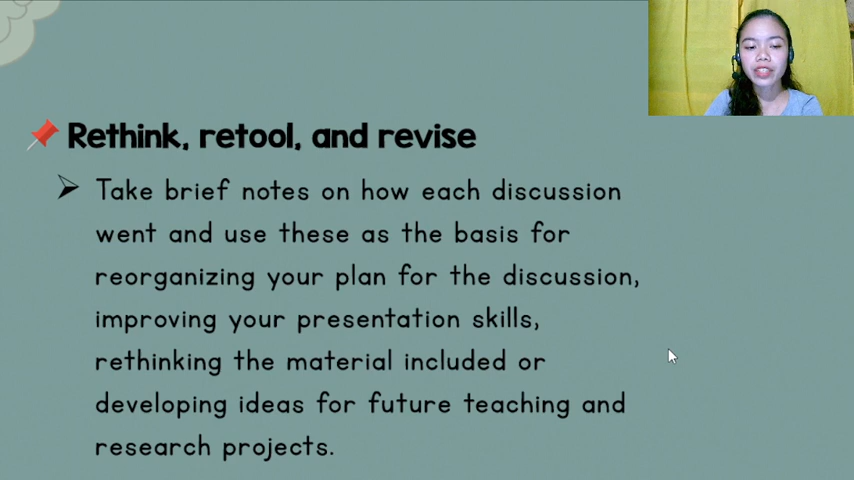 Rethink, retool, and revise
Take brief notes on how each discussion
went and use these as the basis for
reorganizing your plan for the discussion,
improving your presentation skills,
rethinking the material included or
developing ideas for future teaching and
research projects.